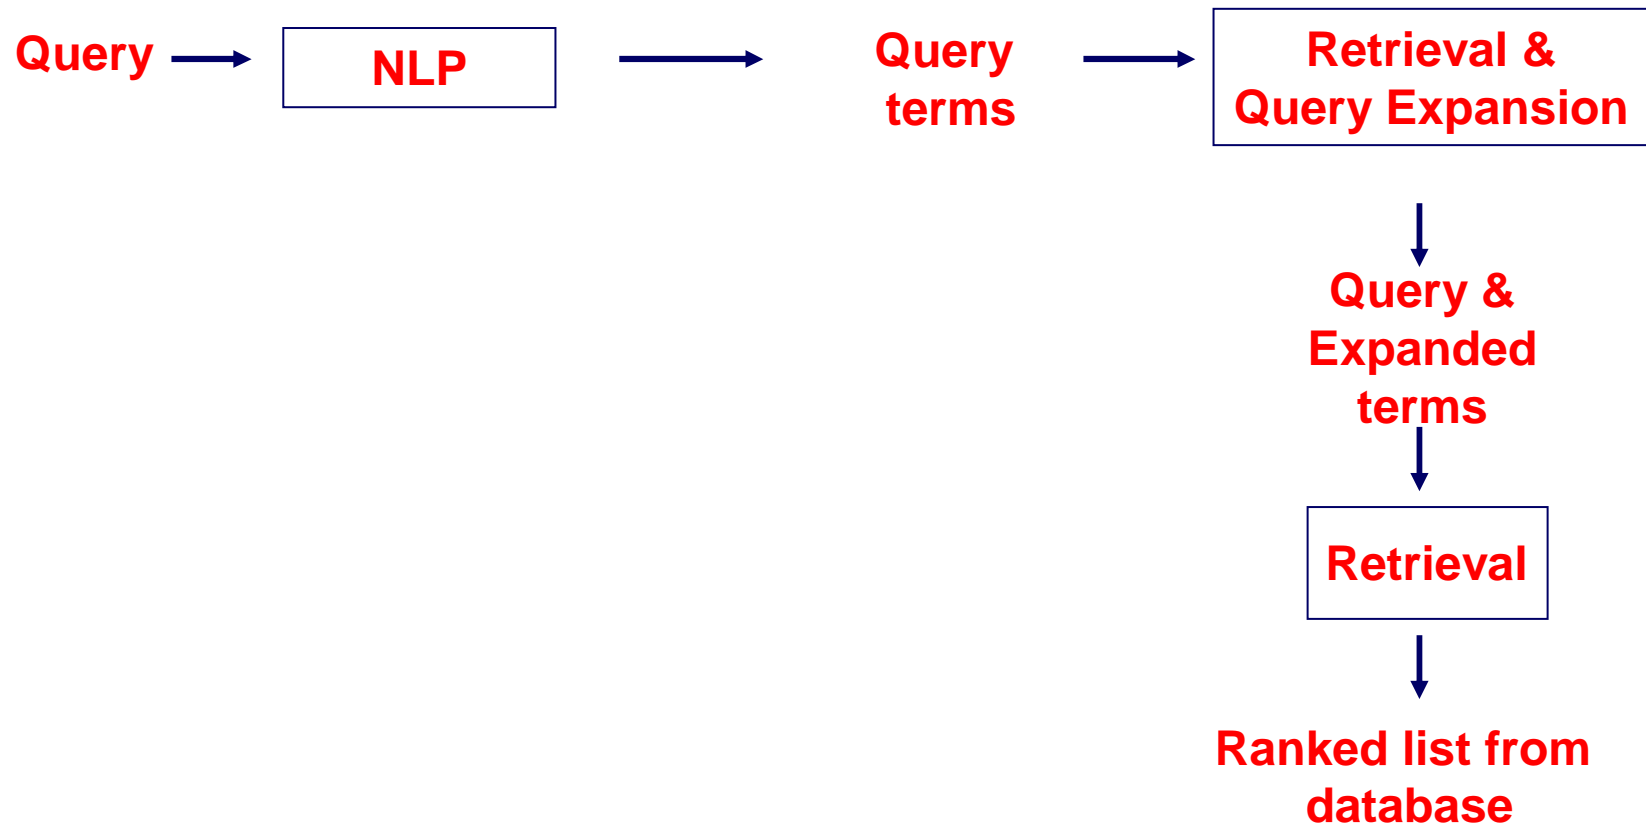 Query
NLP
Query
terms
Retrieval &
Query Expansion
Query &
Expanded
terms
Retrieval
Ranked list from
database